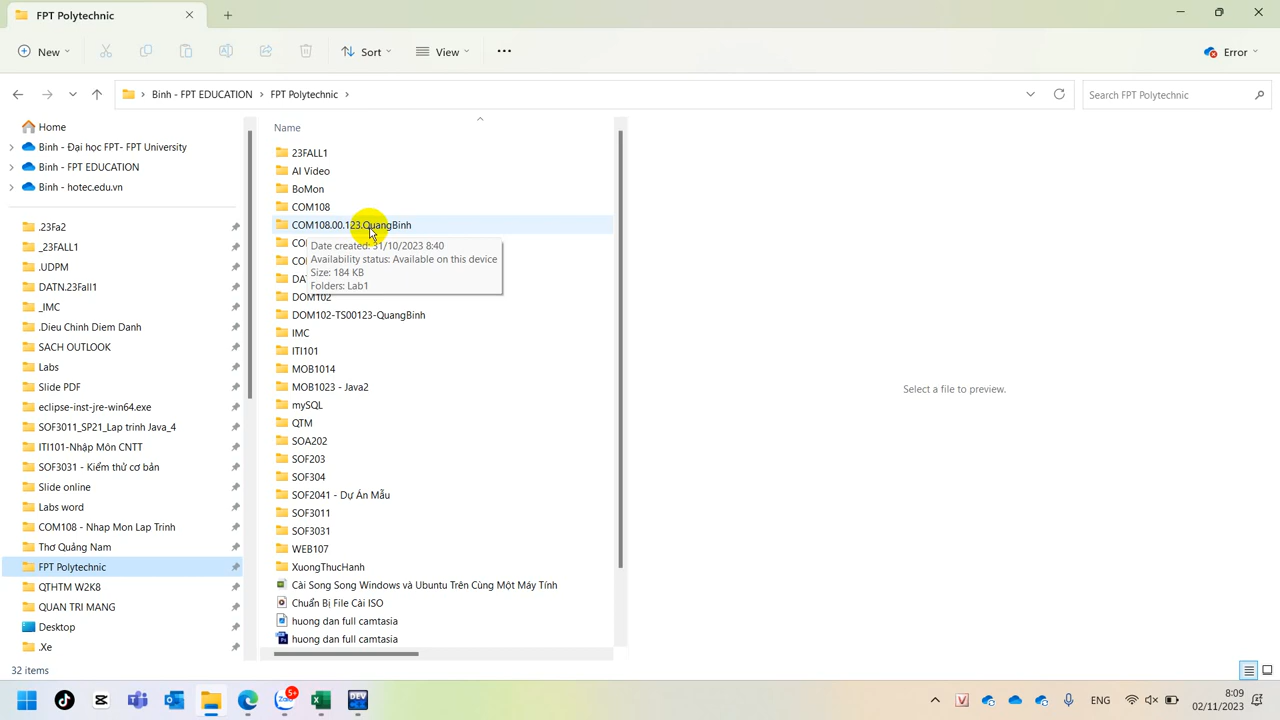 FPT Polytechnic
New
Sort
View
Error
Binh - FPT EDUCATION
FPT Polytechnic
Search FPT Polytechnic
Home
Binh - Đại học FPT- FPT University
Binh - FPT EDUCATION
Binh - hotec.edu.vn
.23Fa2
_23FALL1
.UDPM
DATN.23Fall1
_IMC
.Dieu Chinh Diem Danh
SACH OUTLOOK
Labs
Slide PDF
eclipse-inst-jre-win64.exe
SOF3011_SP21_Lap trinh Java_4
ITI101-Nhập Môn CNTT
SOF3031 - Kiểm thử cơ bản
Slide online
Labs word
COM108 - Nhap Mon Lap Trinh
Thơ Quảng Nam
FPT Polytechnic
QTHTM W2K8
QUAN TRI MANG
Desktop
.Xe
Name
23FALL1
AI Video
BoMon
COM108
COM108.00.123.QuangBinh
Date created: 31/10/2023 8:40
Availability status: Available on this device
Size: 184 KB
Folders: Lab1
DOM102
DOM102-TS00123-QuangBinh
IMC
ITI101
MOB1014
MOB1023 - Java2
mySQL
QTM
SOA202
SOF203
SOF304
SOF2041 - Dự Án Mẫu
SOF3011
SOF3031
WEB107
XuongThucHanh
Cài Song Song Windows và Ubuntu Trên Cùng Một Máy Tính
Chuẩn Bị File Cài ISO
huong dan full camtasia
huong dan full camtasia
Select a file to preview.
32 items
5+
Zalo
DEV
ENG
8:09
02/11/2023